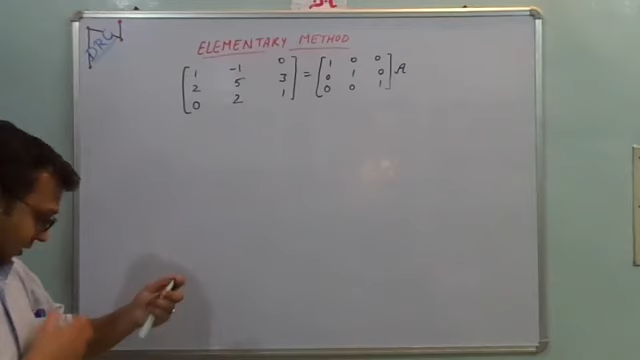 DRC
ELEMENTARY METHOD
[1 -1 0] = [1 0 0] A
[2 5 3] [0 1 0]
[0 2 1] [0 0 1]